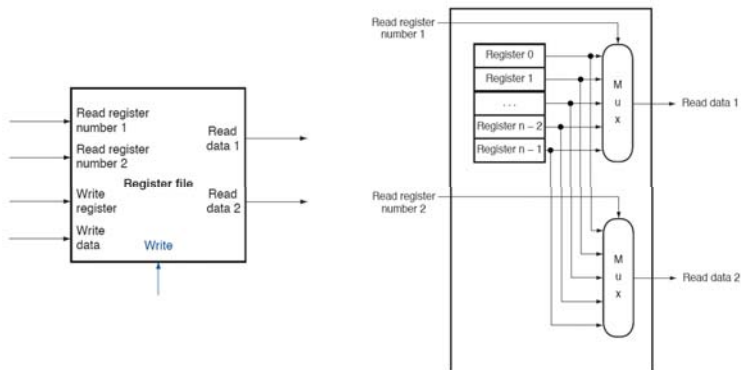 Read register
number 1
Read register
number 2
Register file
Write
register
Write
data
Write
Read
data 1
Read
data 2
Read register
number 1
Register 0
Register 1
...
Register n – 2
Register n – 1
M
u
x
Read data 1
Read register
number 2
M
u
x
Read data 2